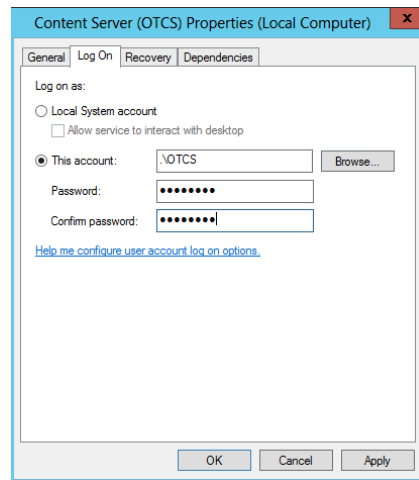 Content Server (OTCS) Properties (Local Computer)
x
General Log On Recovery Dependencies
Log on as:
Local System account
Allow service to interact with desktop
This account: .\OTCS Browse...
Password: ●●●●●●●●
Confirm password: ●●●●●●●●
Help me configure user account log on options.
OK Cancel Apply